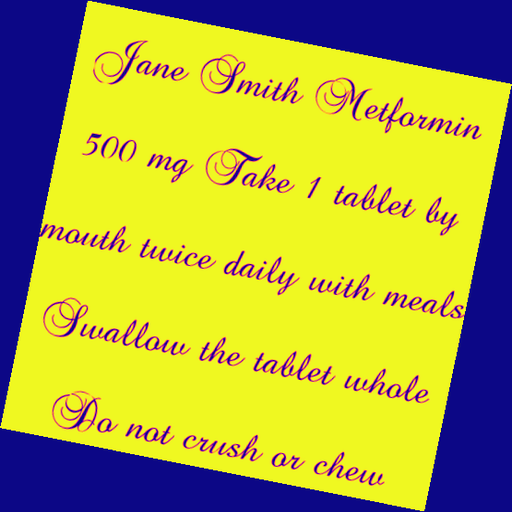 Jane Smith Metformin
500 mg Take 1 tablet by
mouth twice daily with meals
Swallow the tablet whole
Do not crush or chew